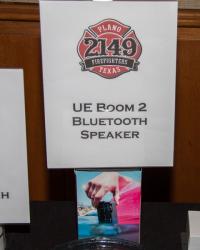 PLANO
2149
FIREFIGHTERS
TEXAS
UE BOOM 2
BLUETOOTH
SPEAKER